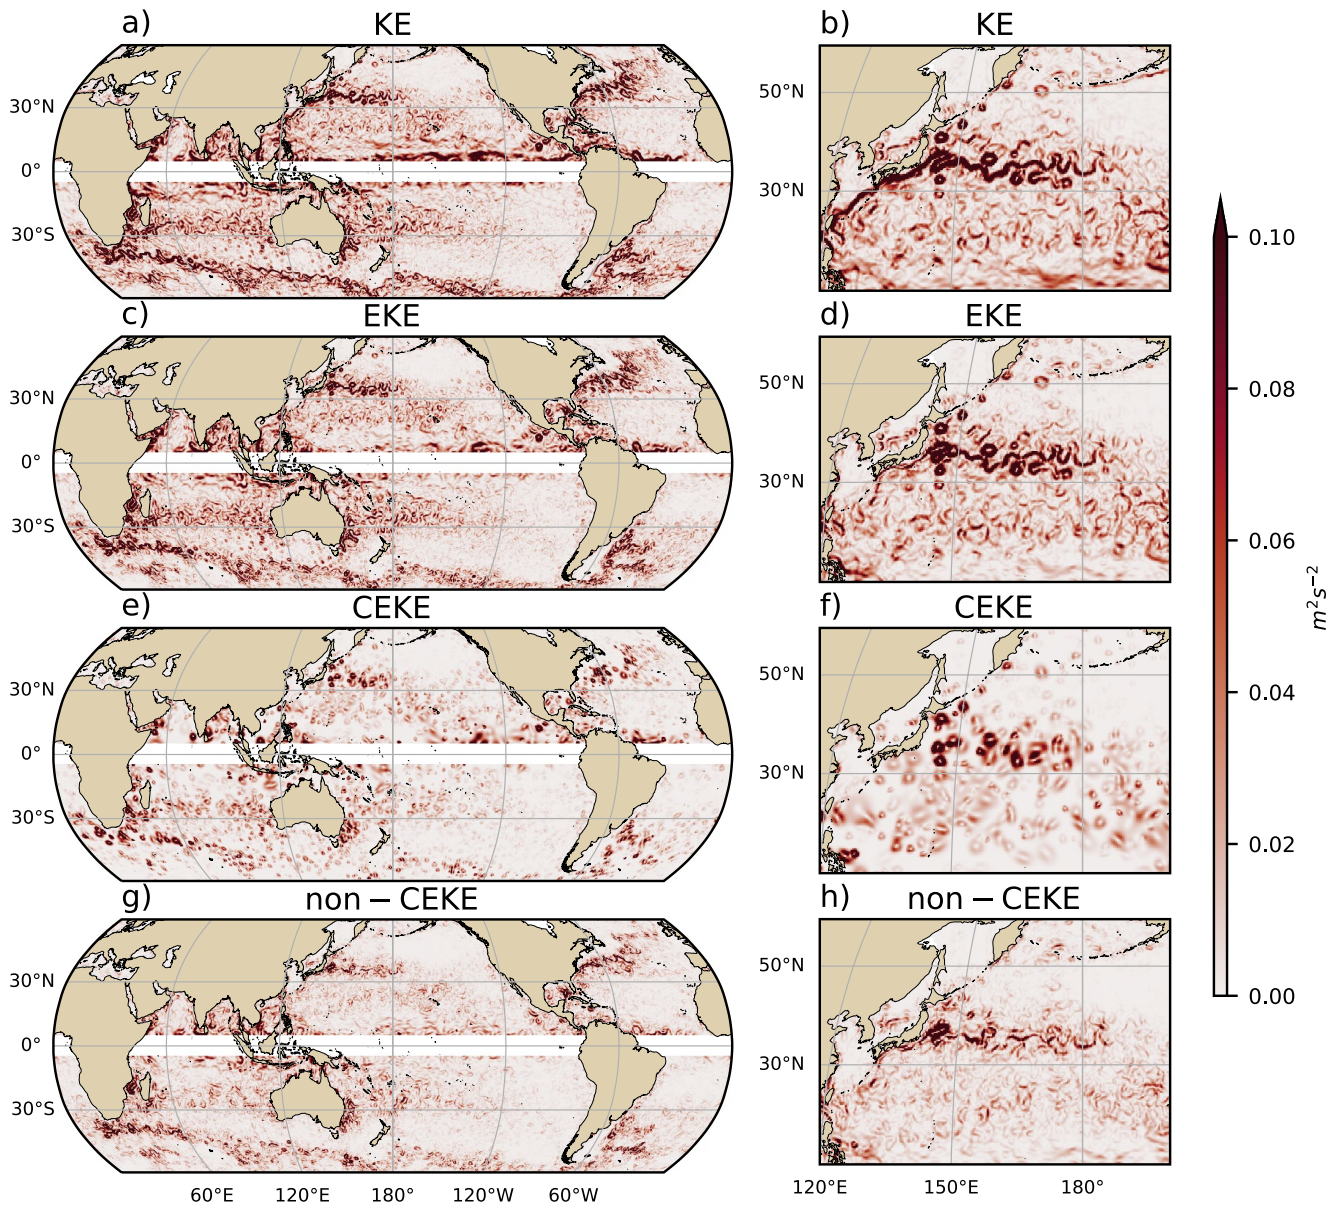 a) KE
b) KE
30°N
0°
30°S
50°N
30°N
c) EKE
d) EKE
30°N
0°
30°S
50°N
30°N
e) CEKE
f) CEKE
30°N
0°
30°S
50°N
30°N
g) non − CEKE
h) non − CEKE
30°N
0°
30°S
50°N
30°N
60°E 120°E 180° 120°W 60°W
120°E 150°E 180°
0.10
0.08
0.06
0.04
0.02
0.00
m²s⁻²